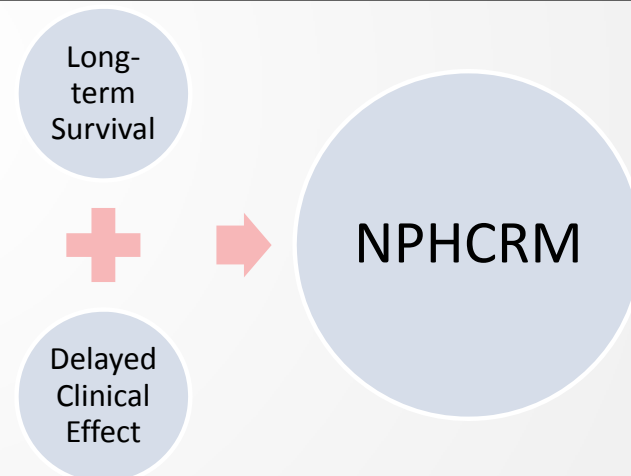 Long-
term
Survival
NPHCRM
Delayed
Clinical
Effect